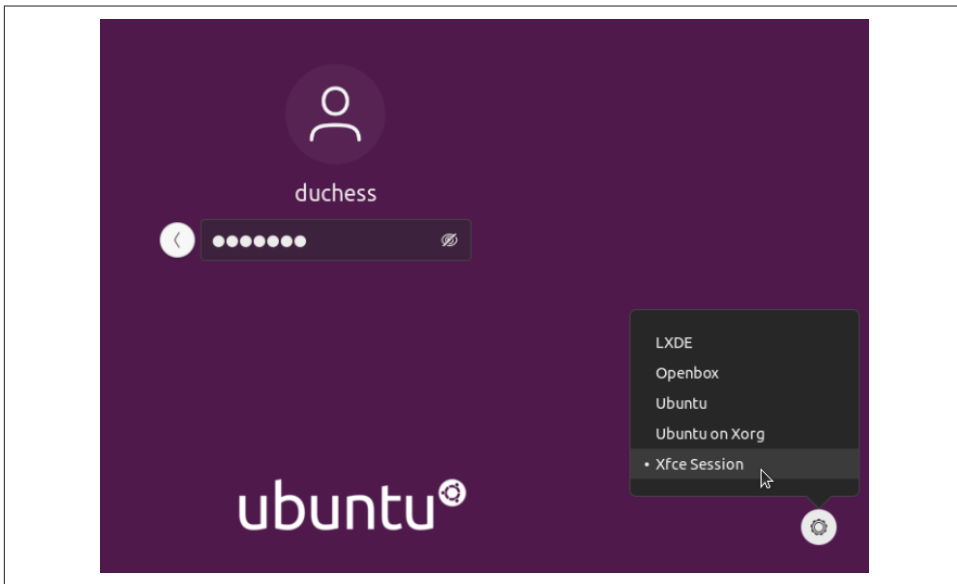 duchess
LXDE
Openbox
Ubuntu
Ubuntu on Xorg
• Xfce Session
ubuntu